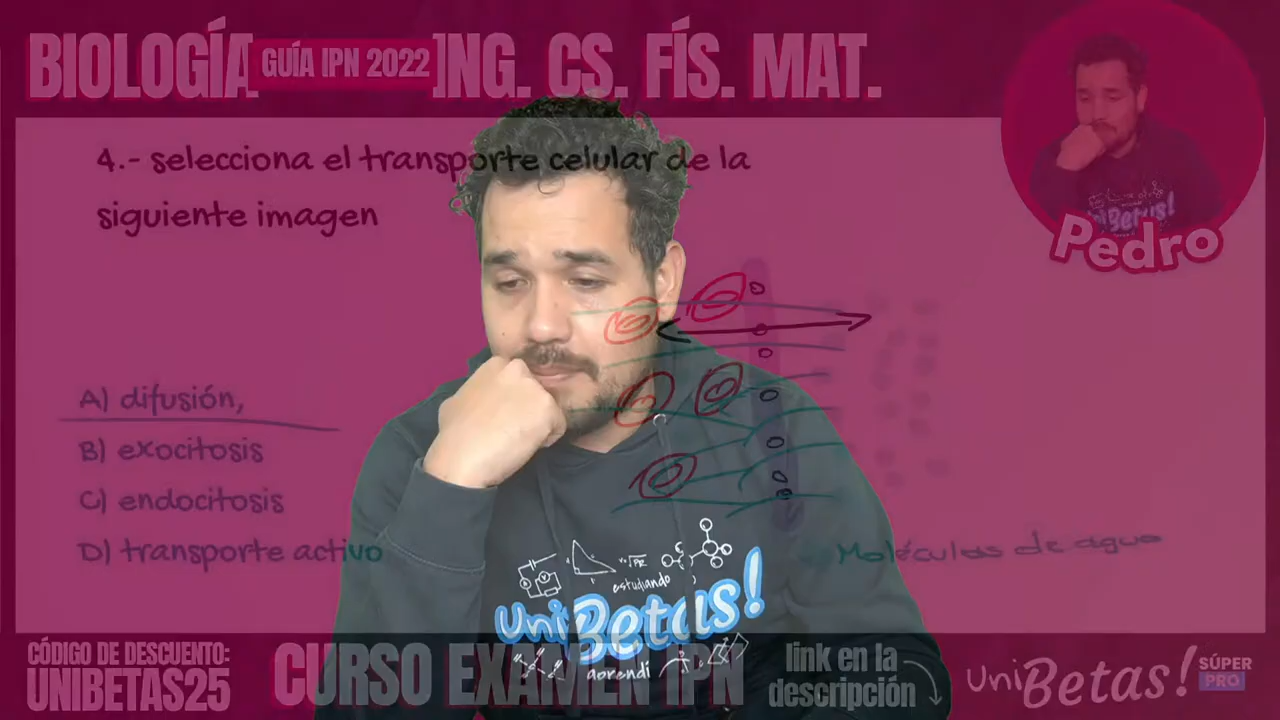 BIOLOGÍA GUÍA IPN 2022 ING. CS. FÍS. MAT.
4.- selecciona el transporte celular de la
siguiente imagen
Pedro
A) difusión,
B) exocitosis
C) endocitosis
D) transporte activo
Moléculas de agua
estudiando
UniBetas!
aprendí
CÓDIGO DE DESCUENTO:
UNIBETAS25
CURSO EXAMEN IPN
link en la
descripción
uniBetas! SÚPER
PRO